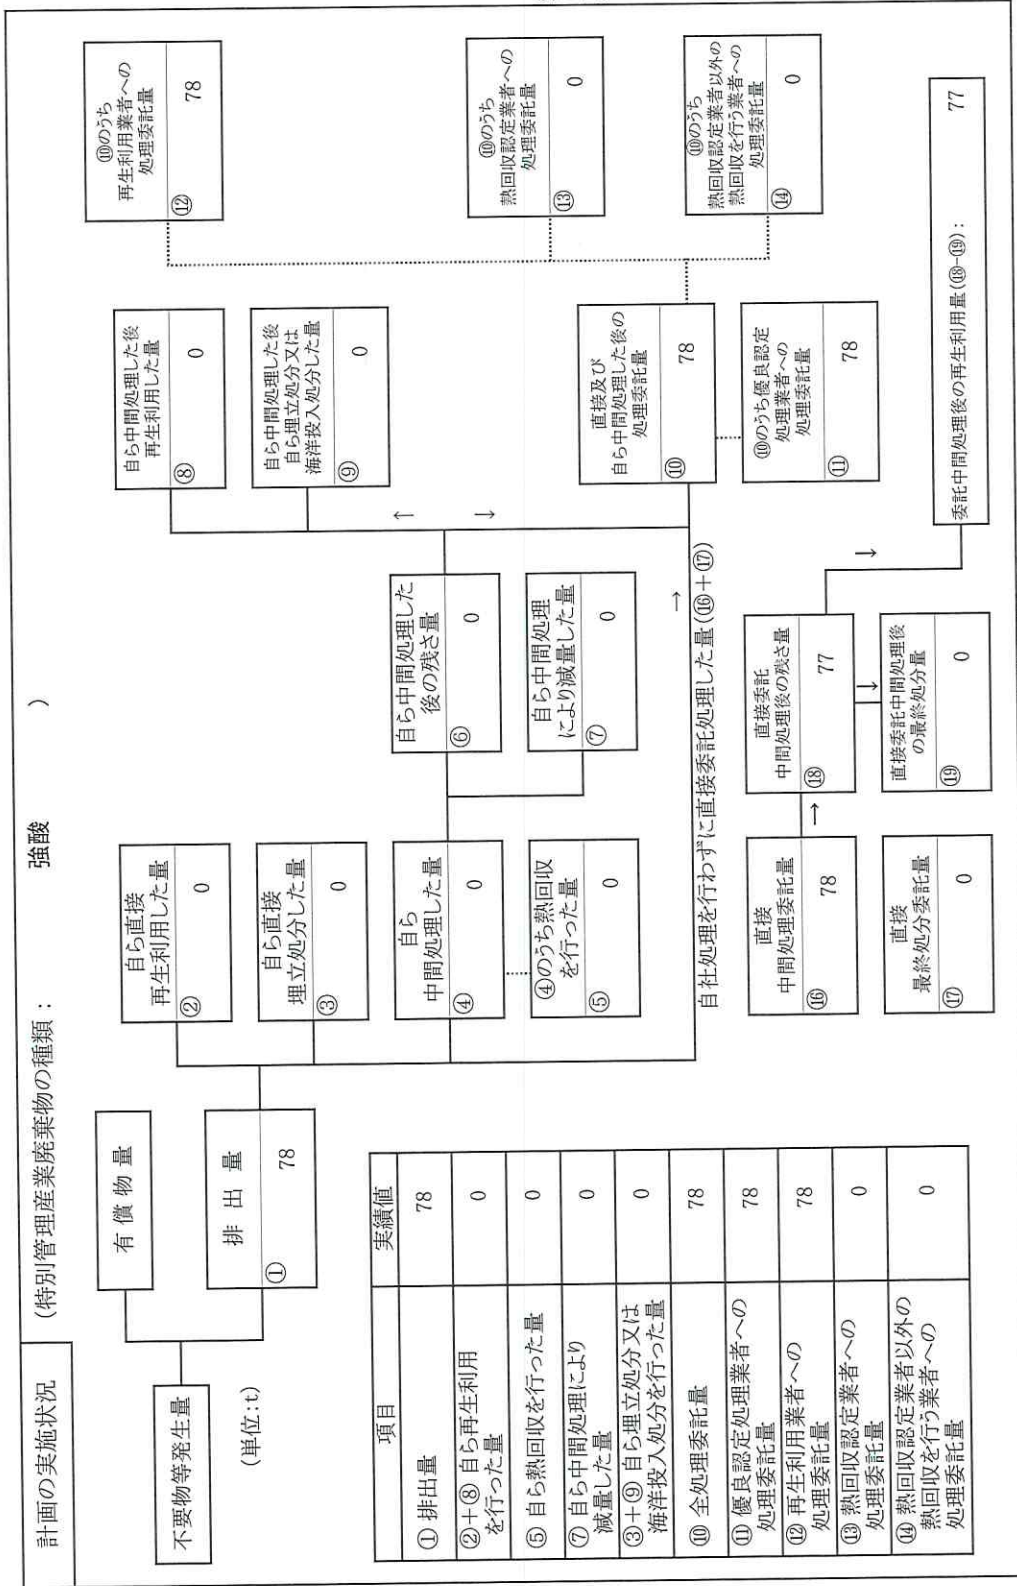 計画の実施状況
(特別管理産業廃棄物の種類： 強酸 )
不要物等発生量
(単位:t)
有 償 物 量
排 出 量
① 78
自ら直接
再生利用した量
② 0
自ら直接
埋立処分した量
③ 0
自ら
中間処理した量
④ 0
④のうち熱回収
を行った量
⑤ 0
自ら中間処理した
後の残さ量
⑥ 0
自ら中間処理
により減量した量
⑦ 0
自ら中間処理した後
再生利用した量
⑧ 0
自ら中間処理した後
自ら埋立処分又は
海洋投入処分した量
⑨ 0
↑
↓
直接及び
自ら中間処理した後の
処理委託量
⑩ 78
⑩のうち優良認定
処理業者への
処理委託量
⑪ 78
⑩のうち
再生利用業者への
処理委託量
⑫ 78
⑩のうち
熱回収認定業者への
処理委託量
⑬ 0
⑩のうち
熱回収認定業者以外の
熱回収を行う業者への
処理委託量
⑭ 0
→
自社処理を行わずに直接委託処理した量(⑯＋⑰)
直接
中間処理委託量
⑯ 78
→
直接
最終処分委託量
⑰ 0
直接委託
中間処理後の残さ量
⑱ 77
↓
直接委託中間処理後
の最終処分量
⑲ 0
↓
委託中間処理後の再生利用量(⑱-⑲)： 77
項目 実績値
① 排出量 78
②＋⑧ 自ら再生利用
を行った量 0
⑤ 自ら熱回収を行った量 0
⑦ 自ら中間処理により
減量した量 0
③＋⑨ 自ら埋立処分又は
海洋投入処分を行った量 0
⑩ 全処理委託量 78
⑪ 優良認定処理業者への
処理委託量 78
⑫ 再生利用業者への
処理委託量 78
⑬ 熱回収認定業者への
処理委託量 0
⑭ 熱回収認定業者以外の
熱回収を行う業者への
処理委託量 0